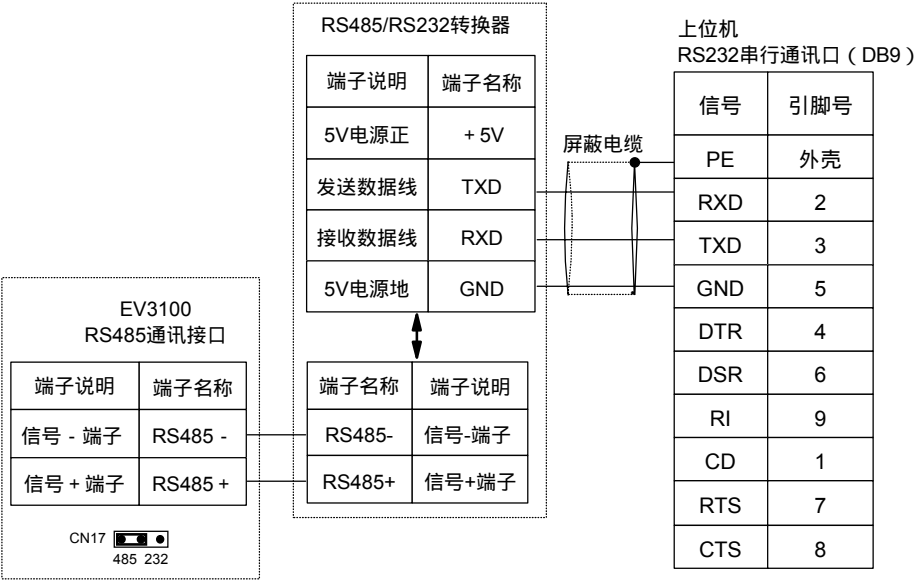 RS485/RS232转换器
端子说明 端子名称
5V电源正 +5V
发送数据线 TXD
接收数据线 RXD
5V电源地 GND
端子名称 端子说明
RS485- 信号-端子
RS485+ 信号+端子
屏蔽电缆
上位机
RS232串行通讯口（DB9）
信号 引脚号
PE 外壳
RXD 2
TXD 3
GND 5
DTR 4
DSR 6
RI 9
CD 1
RTS 7
CTS 8
EV3100
RS485通讯接口
端子说明 端子名称
信号 - 端子 RS485 -
信号 + 端子 RS485 +
CN17
485 232